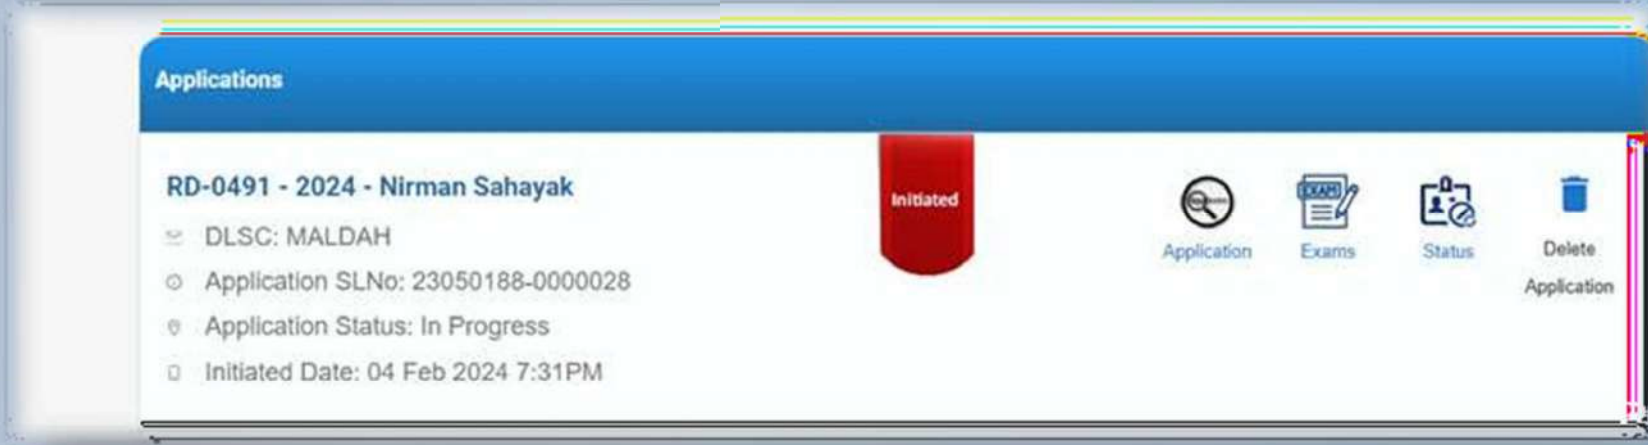 Applications
RD-0491 - 2024 - Nirman Sahayak
DLSC: MALDAH
Application SLNo: 23050188-0000028
Application Status: In Progress
Initiated Date: 04 Feb 2024 7:31PM
Initiated
Application
EXAM
Exams
Status
Delete
Application